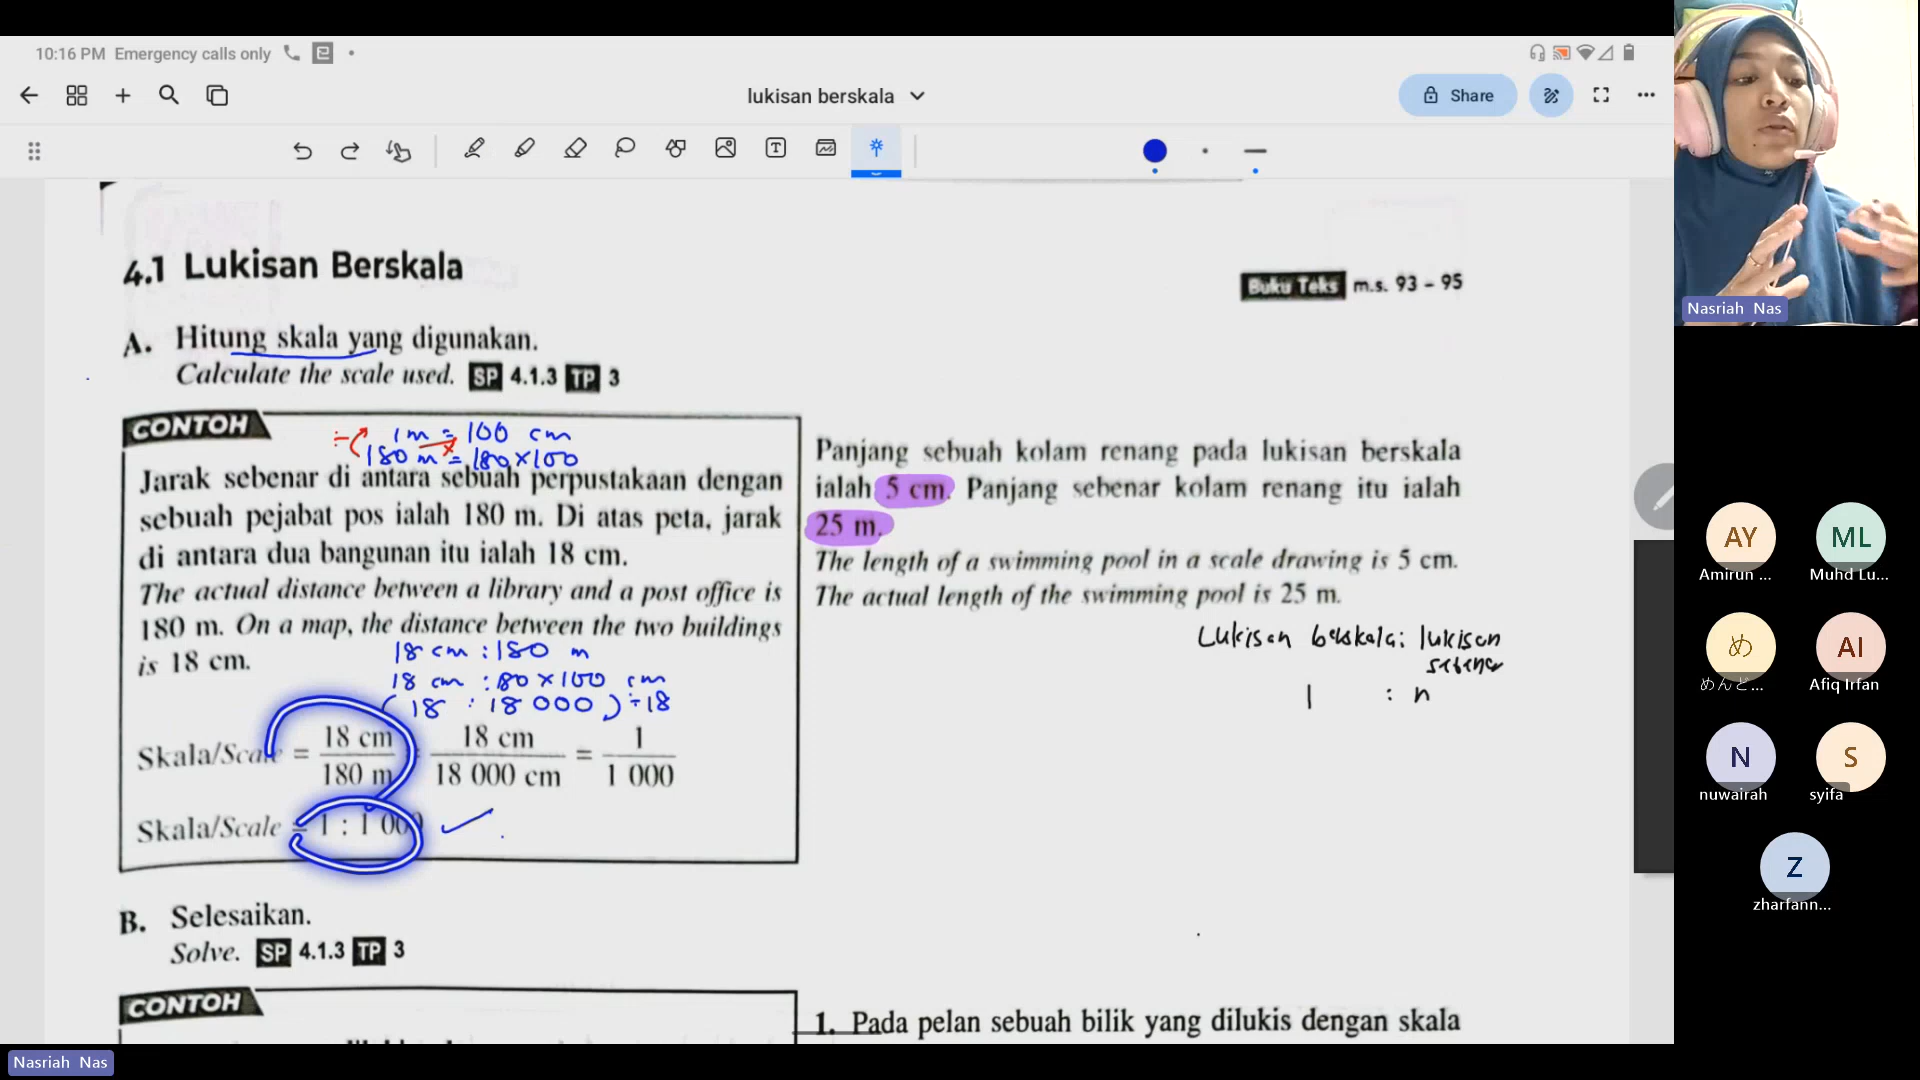 10:16 PM Emergency calls only
lukisan berskala
Share
4.1 Lukisan Berskala
Buku Teks m.s. 93 – 95
A. Hitung skala yang digunakan.
Calculate the scale used. SP 4.1.3 TP 3
CONTOH
÷ 1 m = 100 cm
180 m = 180 × 100
Jarak sebenar di antara sebuah perpustakaan dengan
sebuah pejabat pos ialah 180 m. Di atas peta, jarak
di antara dua bangunan itu ialah 18 cm.
The actual distance between a library and a post office is
180 m. On a map, the distance between the two buildings
is 18 cm.
18 cm : 180 m
18 cm : 80 × 100 cm
( 18 : 18 000 ) ÷ 18
Skala/Scale = 18 cm / 180 m = 18 cm / 18 000 cm = 1 / 1 000
Skala/Scale = 1 : 1 000
Panjang sebuah kolam renang pada lukisan berskala
ialah 5 cm. Panjang sebenar kolam renang itu ialah
25 m.
The length of a swimming pool in a scale drawing is 5 cm.
The actual length of the swimming pool is 25 m.
Lukisan berskala : lukisan
sebenar
1 : n
B. Selesaikan.
Solve. SP 4.1.3 TP 3
CONTOH
1. Pada pelan sebuah bilik yang dilukis dengan skala
Nasriah Nas
AY
Amirun ...
ML
Muhd Lu...
め
めんど...
AI
Afiq Irfan
N
nuwairah
S
syifa
Z
zharfann...
Nasriah Nas